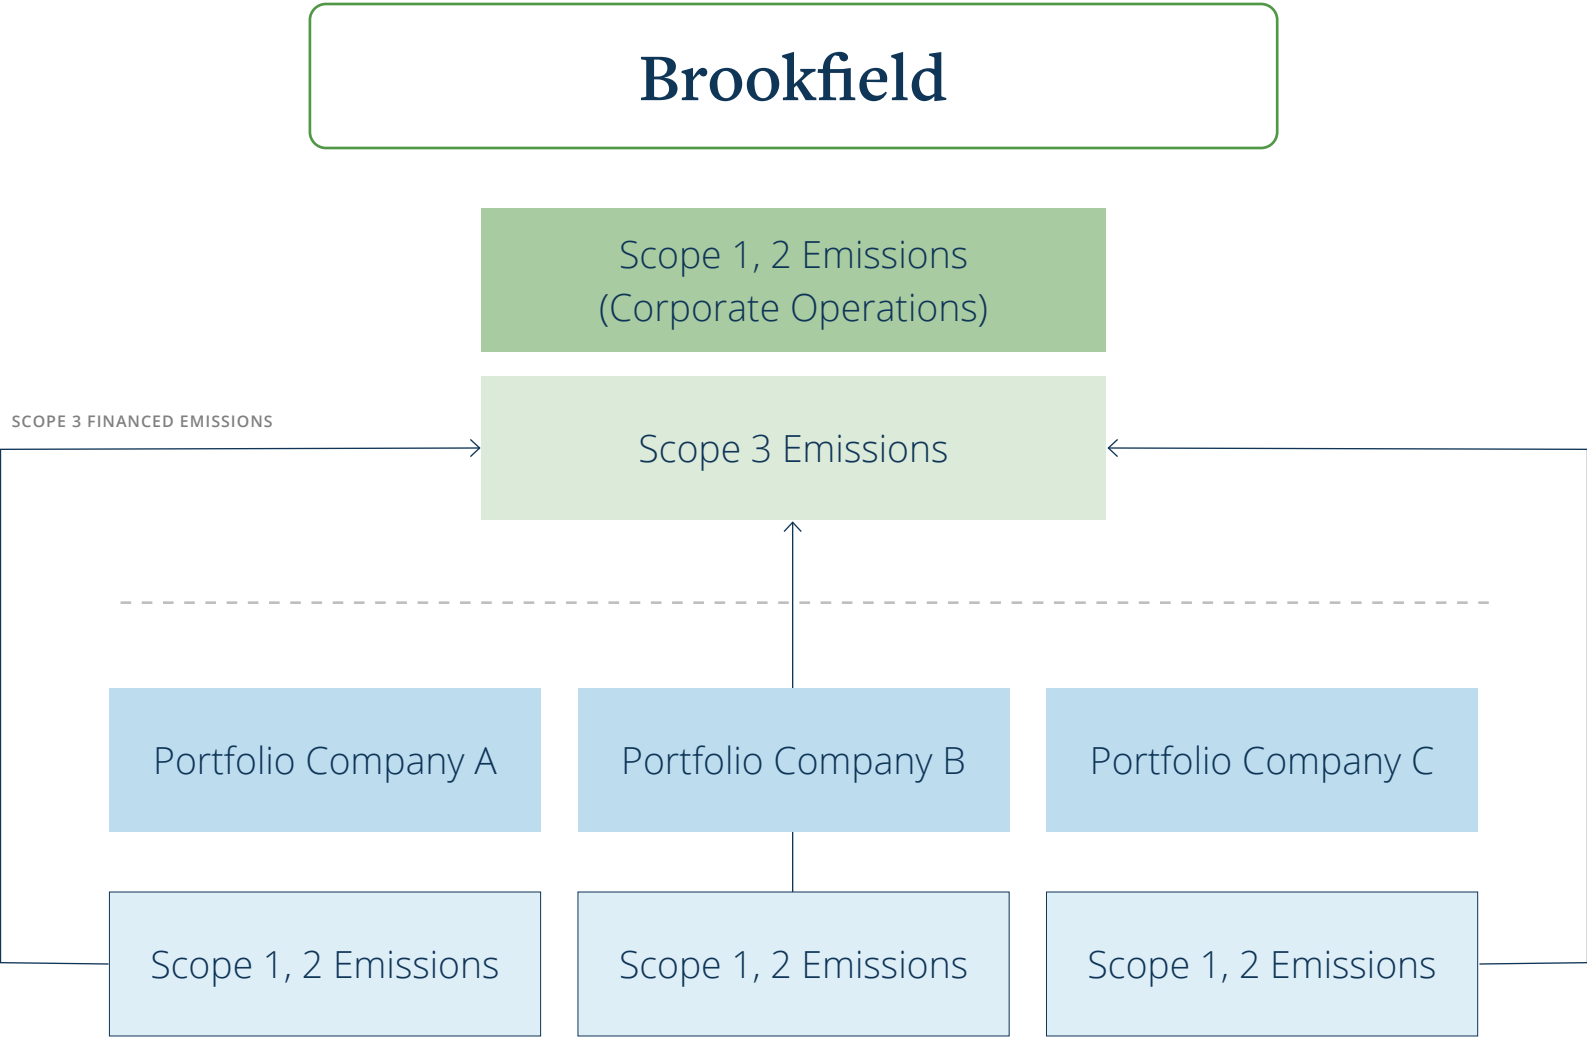 Brookfield
Scope 1, 2 Emissions
(Corporate Operations)
SCOPE 3 FINANCED EMISSIONS
Scope 3 Emissions
Portfolio Company A
Portfolio Company B
Portfolio Company C
Scope 1, 2 Emissions
Scope 1, 2 Emissions
Scope 1, 2 Emissions